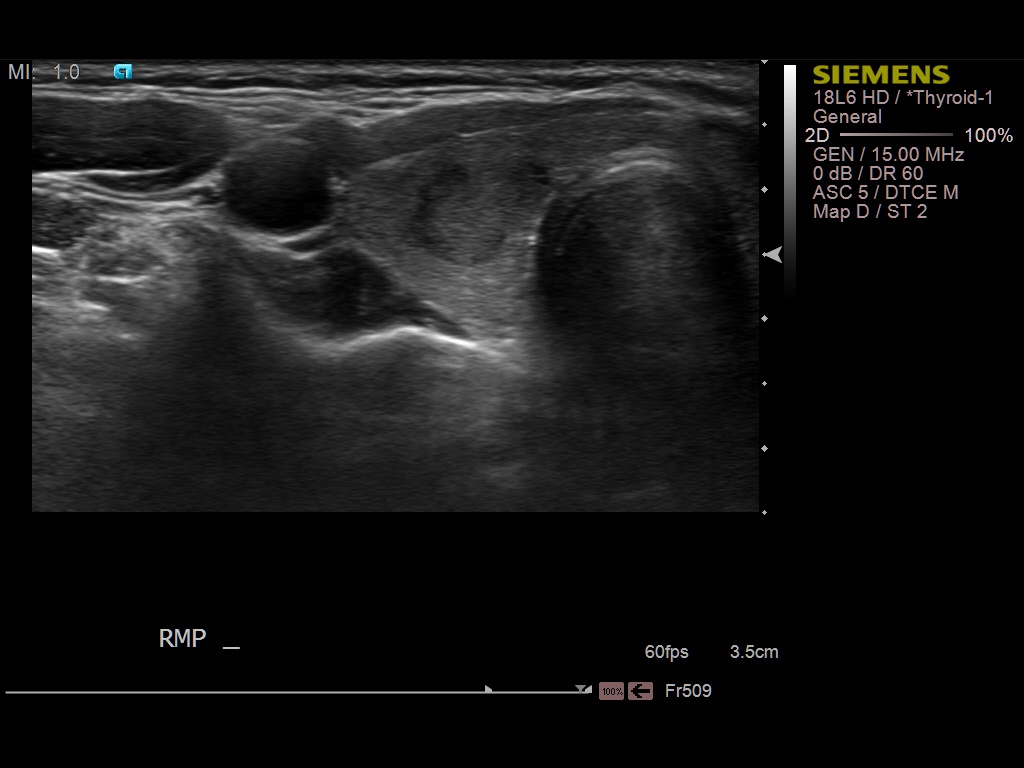 MI: 1.0
SIEMENS
18L6 HD / *Thyroid-1
General
2D 100%
GEN / 15.00 MHz
0 dB / DR 60
ASC 5 / DTCE M
Map D / ST 2
RMP _
60fps 3.5cm
100% Fr509